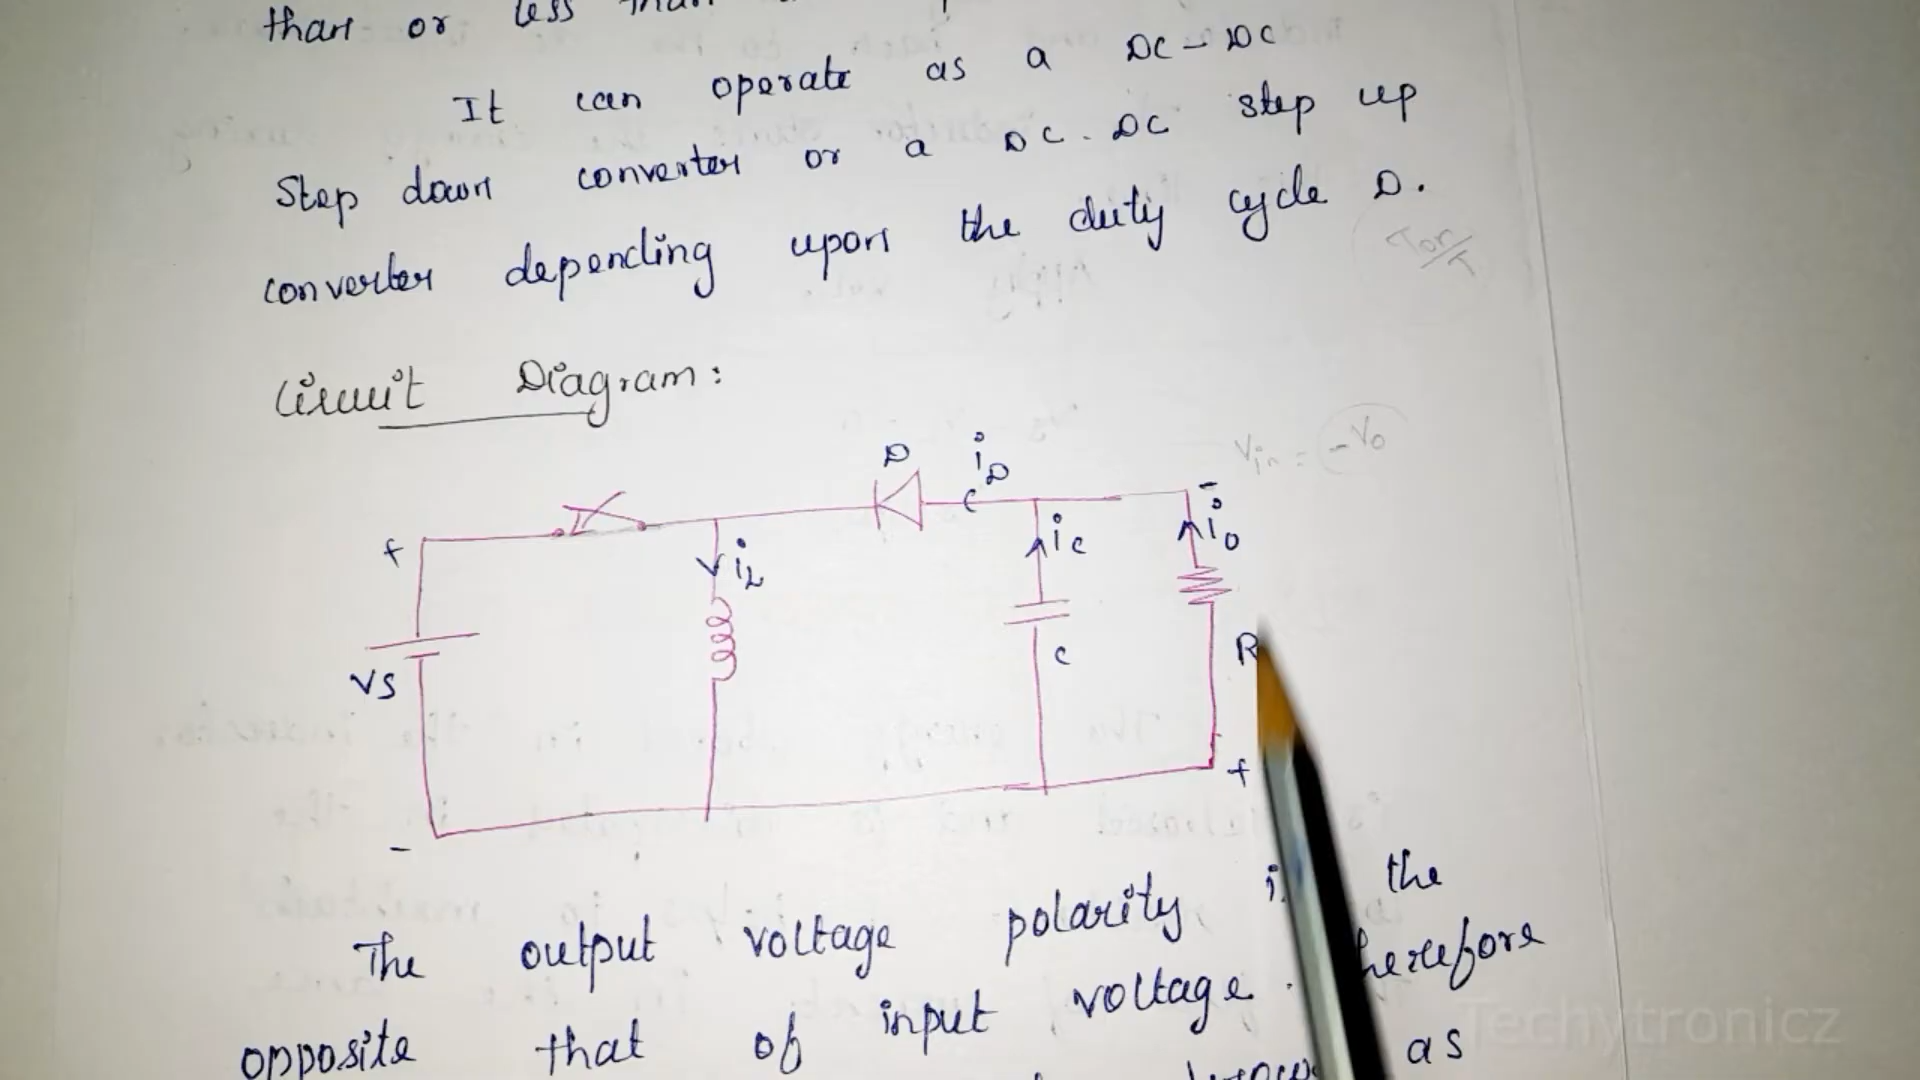 than or less than
It can operate as a DC-DC
Step down converter or a DC.DC step up
converter depending upon the duty cycle D.
Ton/T
Circuit Diagram:
Vin = -Vo
D
iD
+
-
iL
ic
io
VS
C
R
+
-
The output voltage polarity the
opposite that of input voltage. herefore
as
Techytronicz